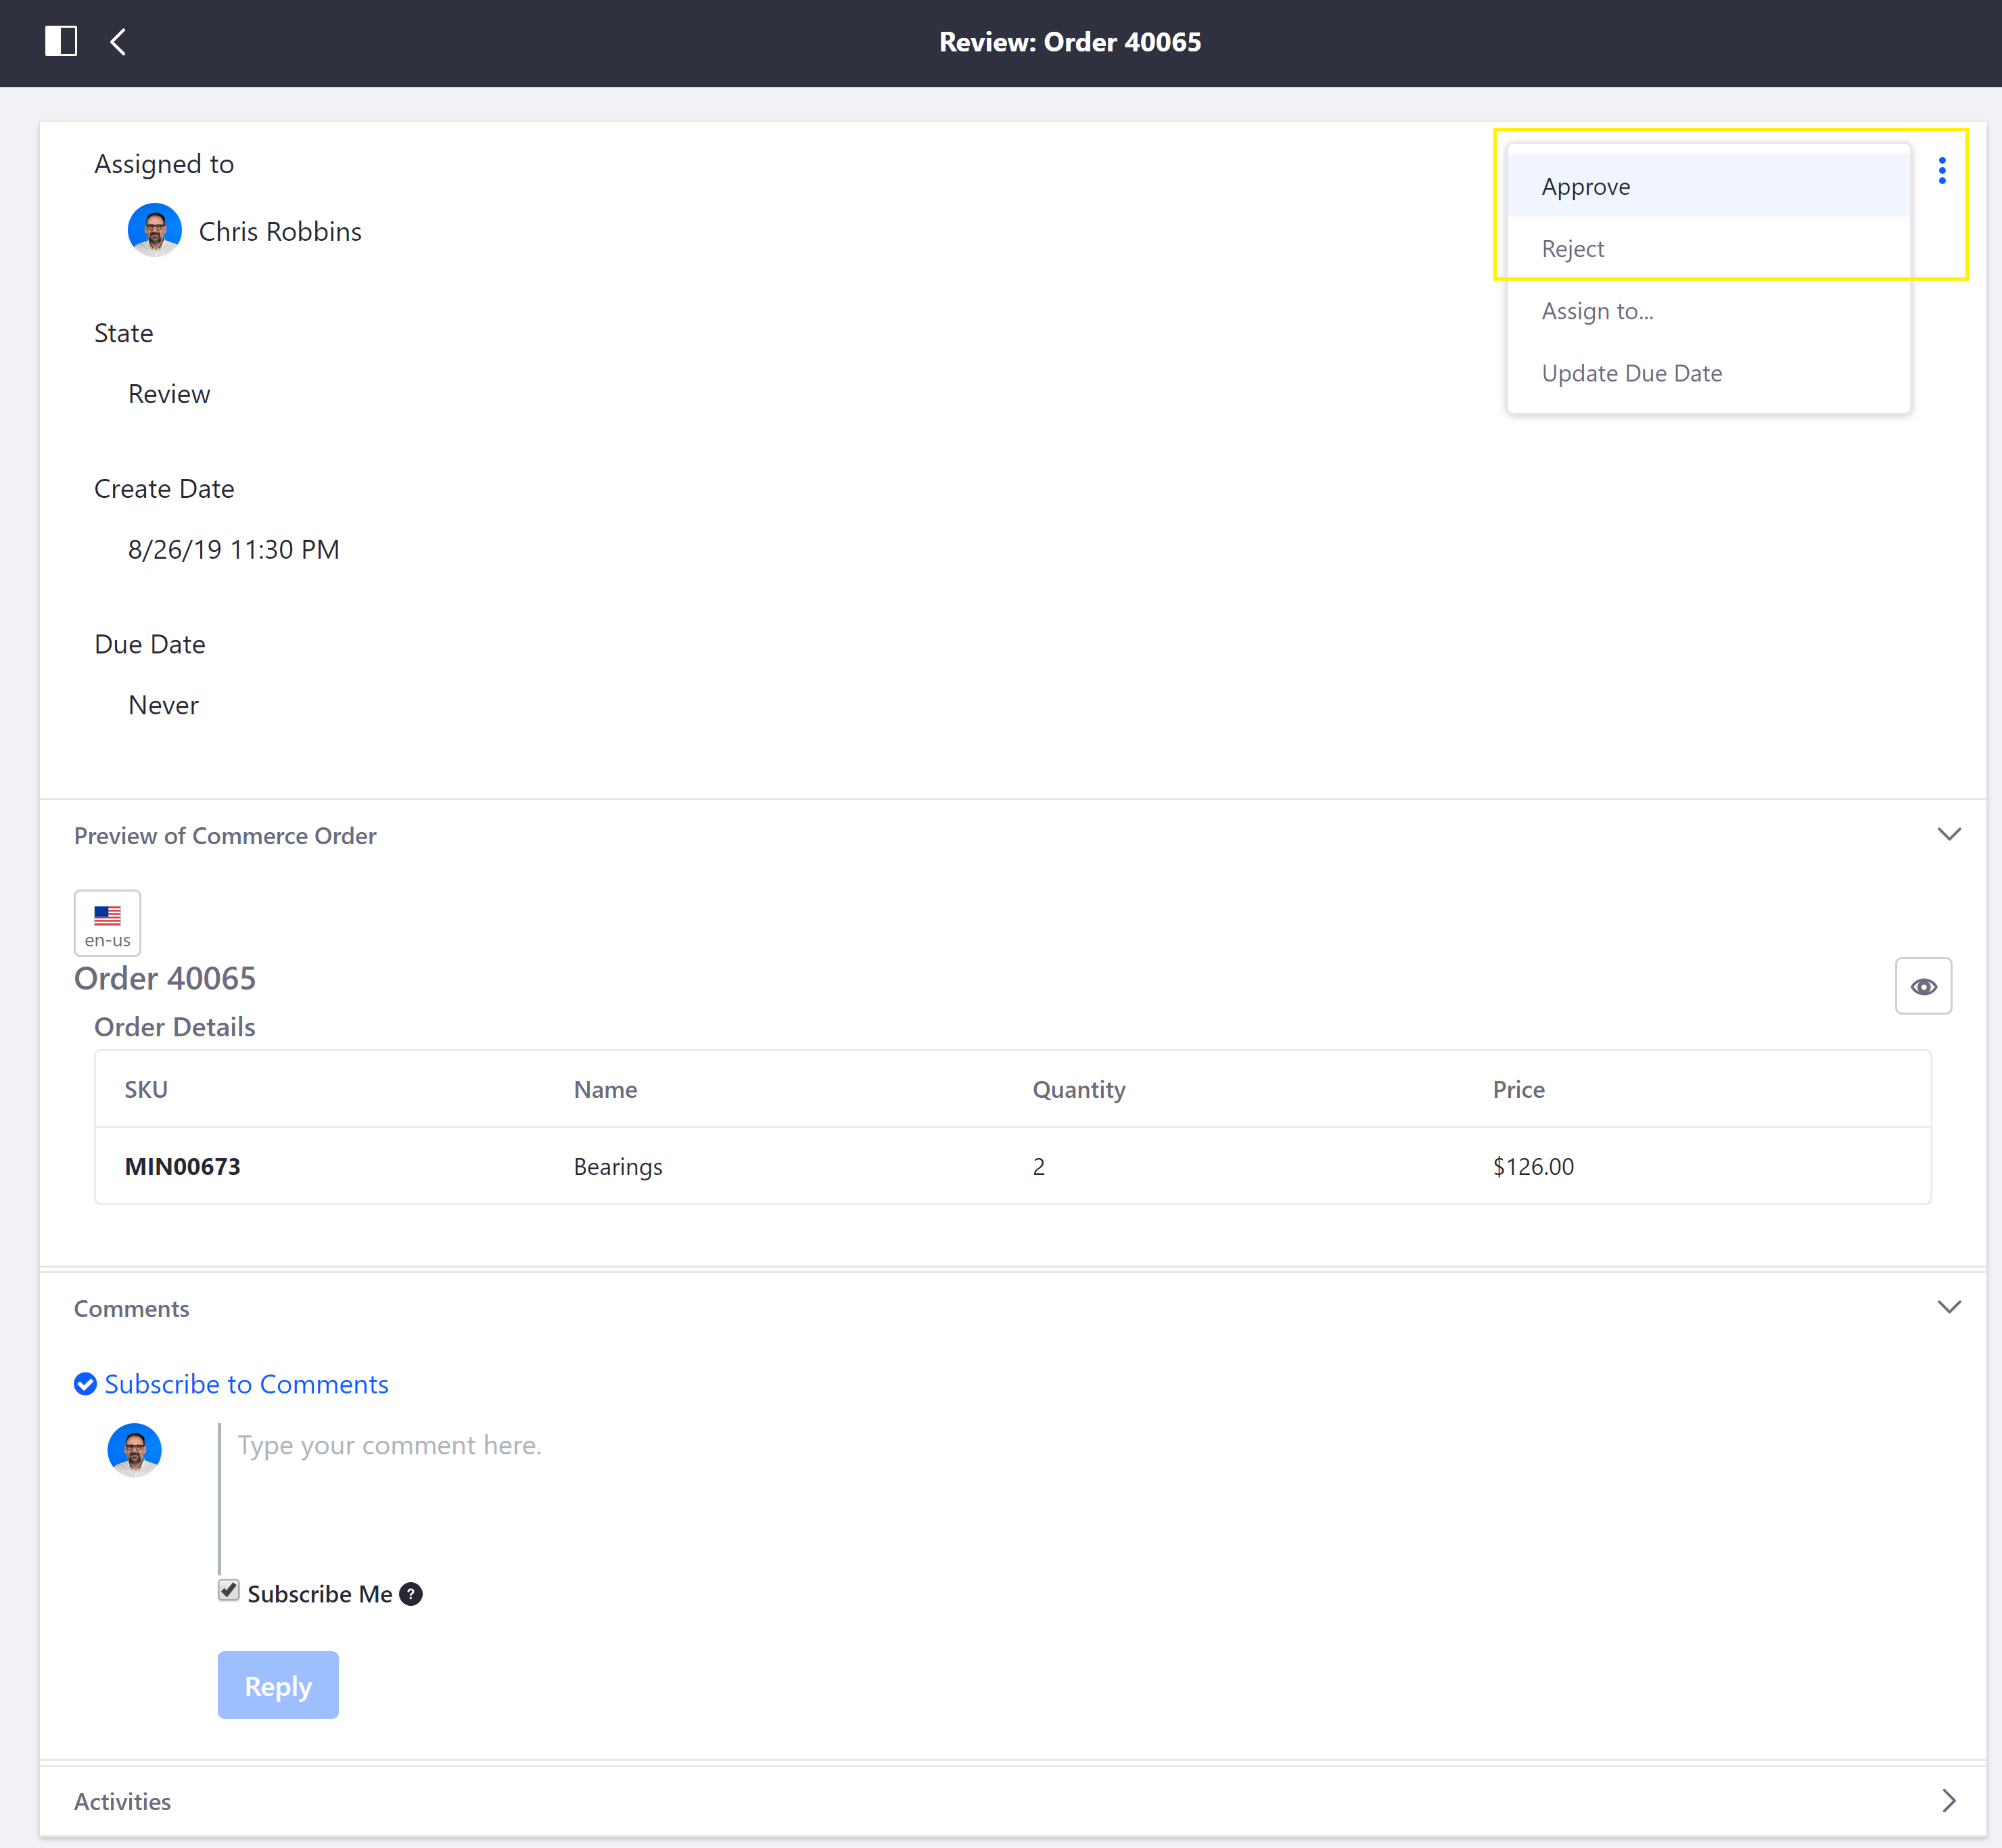 Review: Order 40065
Assigned to
Chris Robbins
Approve
Reject
Assign to...
Update Due Date
State
Review
Create Date
8/26/19 11:30 PM
Due Date
Never
Preview of Commerce Order
en-us
Order 40065
Order Details
SKU Name Quantity Price
MIN00673 Bearings 2 $126.00
Comments
Subscribe to Comments
Type your comment here.
Subscribe Me ?
Reply
Activities